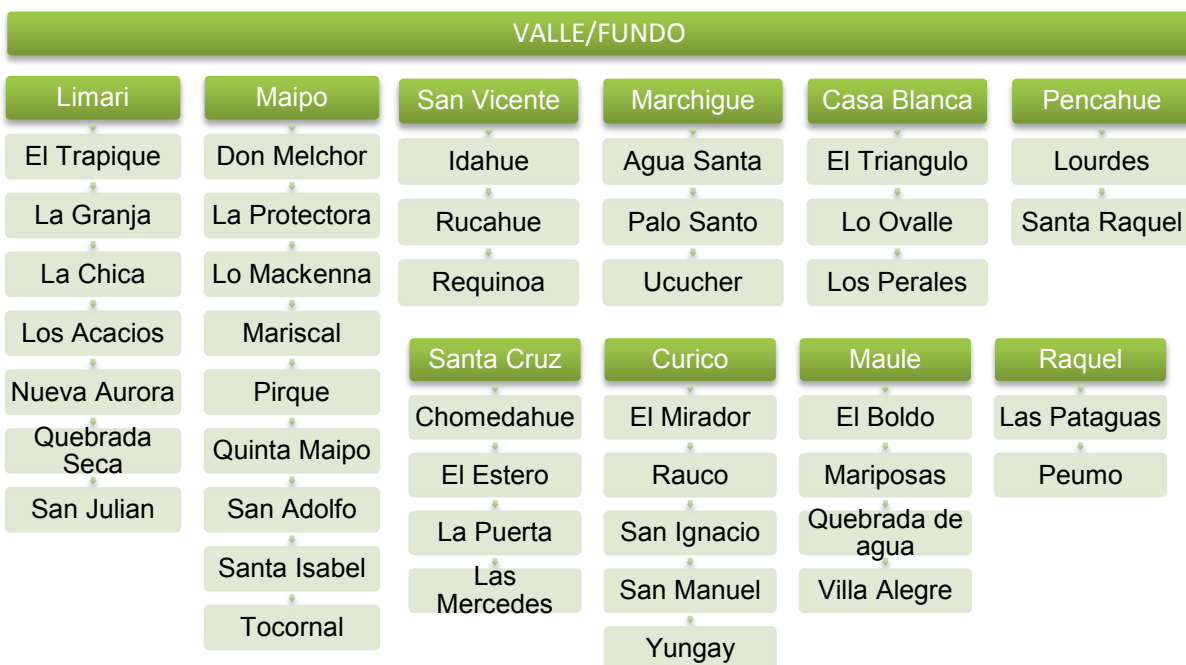 VALLE/FUNDO
Limari
El Trapique
La Granja
La Chica
Los Acacios
Nueva Aurora
Quebrada
Seca
San Julian
Maipo
Don Melchor
La Protectora
Lo Mackenna
Mariscal
Pirque
Quinta Maipo
San Adolfo
Santa Isabel
Tocornal
San Vicente
Idahue
Rucahue
Requinoa
Marchigue
Agua Santa
Palo Santo
Ucucher
Casa Blanca
El Triangulo
Lo Ovalle
Los Perales
Pencahue
Lourdes
Santa Raquel
Santa Cruz
Chomedahue
El Estero
La Puerta
Las
Mercedes
Curico
El Mirador
Rauco
San Ignacio
San Manuel
Yungay
Maule
El Boldo
Mariposas
Quebrada de
agua
Villa Alegre
Raquel
Las Pataguas
Peumo